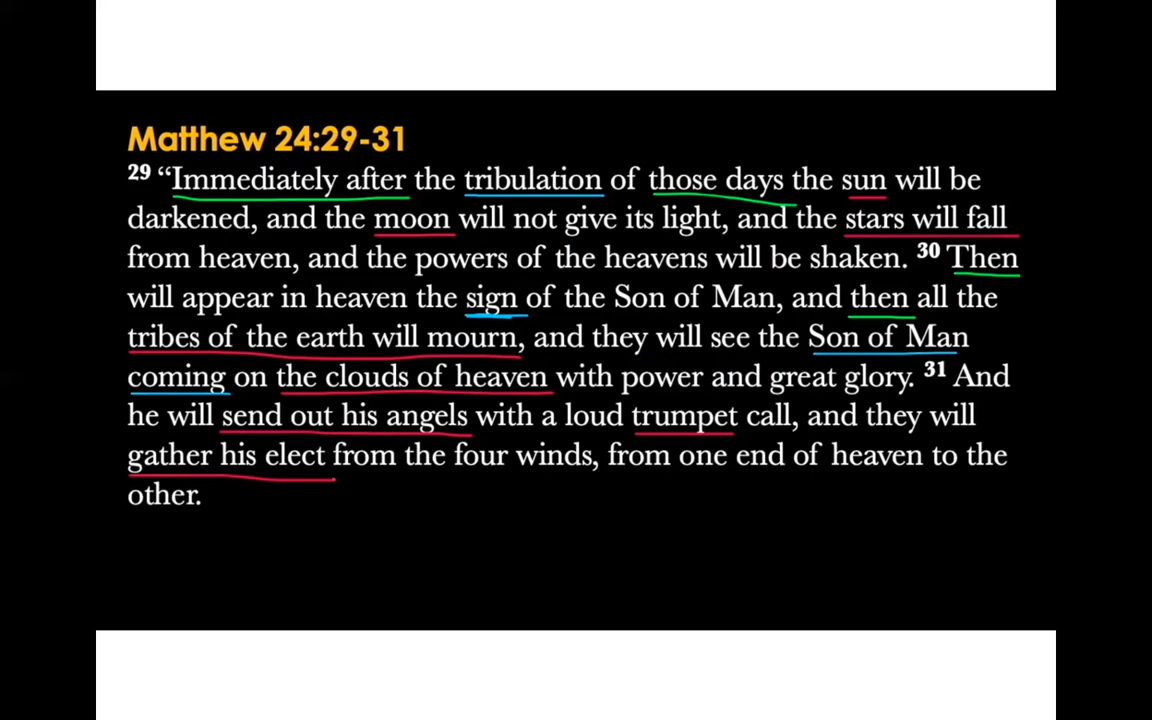 Matthew 24:29-31
29 “Immediately after the tribulation of those days the sun will be
darkened, and the moon will not give its light, and the stars will fall
from heaven, and the powers of the heavens will be shaken. 30 Then
will appear in heaven the sign of the Son of Man, and then all the
tribes of the earth will mourn, and they will see the Son of Man
coming on the clouds of heaven with power and great glory. 31 And
he will send out his angels with a loud trumpet call, and they will
gather his elect from the four winds, from one end of heaven to the
other.